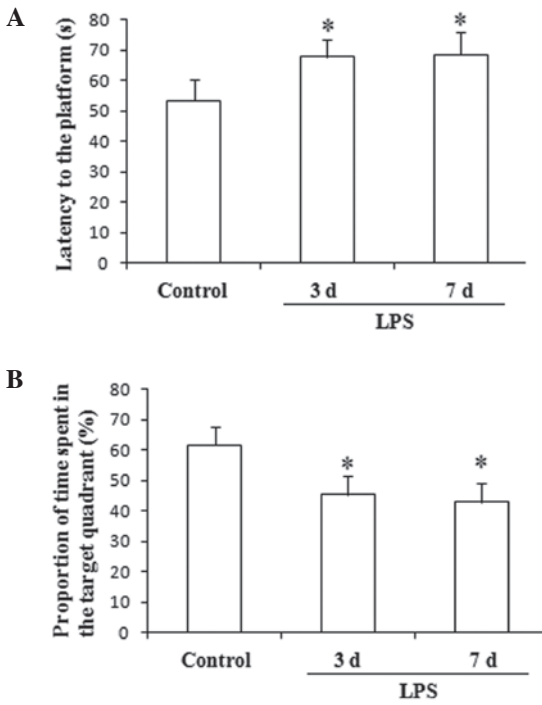 A
Latency to the platform (s)
80
70
60
50
40
30
20
10
0
*
*
Control
3 d
7 d
LPS
B
Proportion of time spent in
the target quadrant (%)
80
70
60
50
40
30
20
10
0
*
*
Control
3 d
7 d
LPS